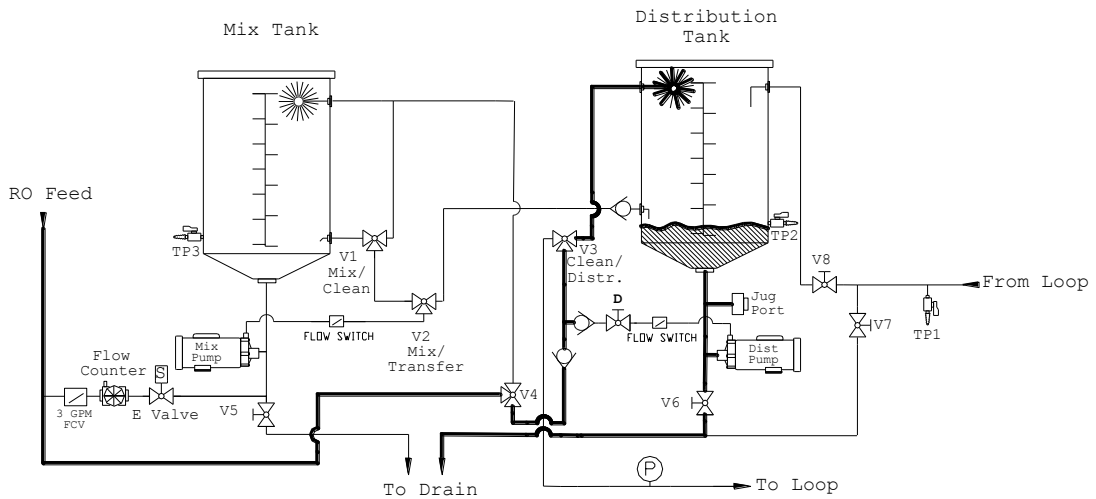 Mix Tank
Distribution
Tank
RO Feed
TP3
V1
Mix/
Clean
V3
Clean/
Distr.
TP2
V8
From Loop
D
Jug
Port
V7
TP1
FLOW SWITCH
V2
Mix/
Transfer
FLOW SWITCH
Mix
Pump
Dist
Pump
Flow
Counter
S
3 GPM
FCV
E Valve
V5
V4
V6
To Drain
P
To Loop